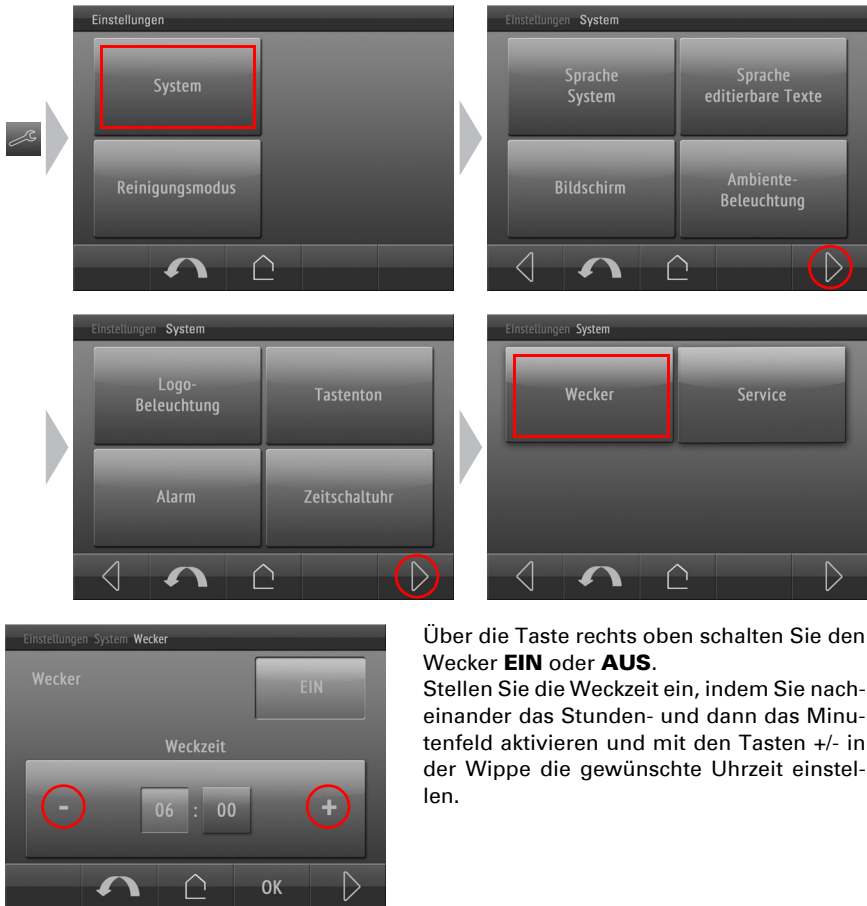 Einstellungen
System
Reinigungsmodus
Einstellungen System
Sprache
System
Sprache
editierbare Texte
Bildschirm
Ambiente-
Beleuchtung
Einstellungen System
Logo-
Beleuchtung
Tastenton
Alarm
Zeitschaltuhr
Einstellungen System
Wecker
Service
Einstellungen System Wecker
Wecker
EIN
Weckzeit
- 06 : 00 +
OK
Über die Taste rechts oben schalten Sie den
Wecker EIN oder AUS.
Stellen Sie die Weckzeit ein, indem Sie nach-
einander das Stunden- und dann das Minu-
tenfeld aktivieren und mit den Tasten +/- in
der Wippe die gewünschte Uhrzeit einstel-
len.